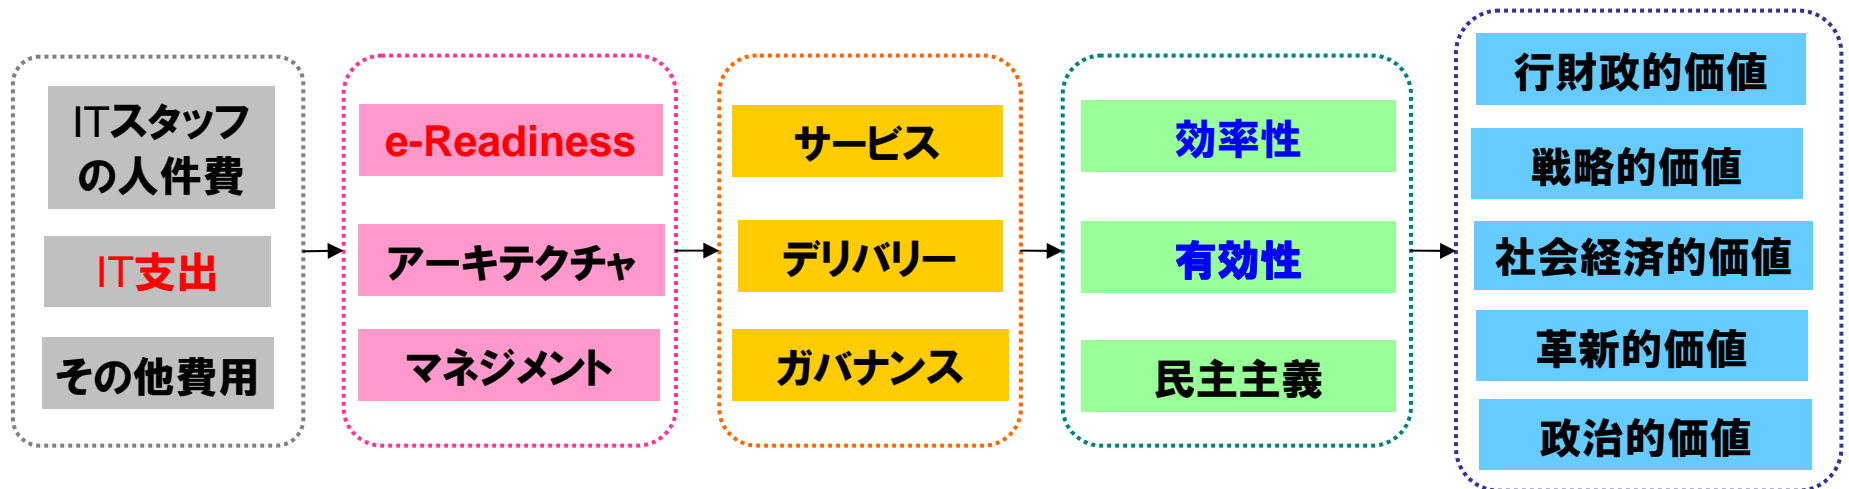 ITスタッフ
の人件費
IT支出
その他費用
e-Readiness
アーキテクチャ
マネジメント
サービス
デリバリー
ガバナンス
効率性
有効性
民主主義
行財政的価値
戦略的価値
社会経済的価値
革新的価値
政治的価値